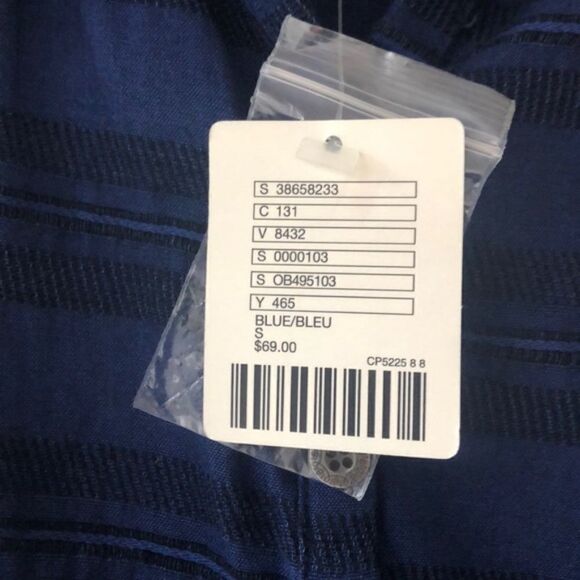 S 38658233
C 131
V 8432
S 0000103
S OB495103
Y 465
BLUE/BLEU
S
$69.00
CP5225 8 8